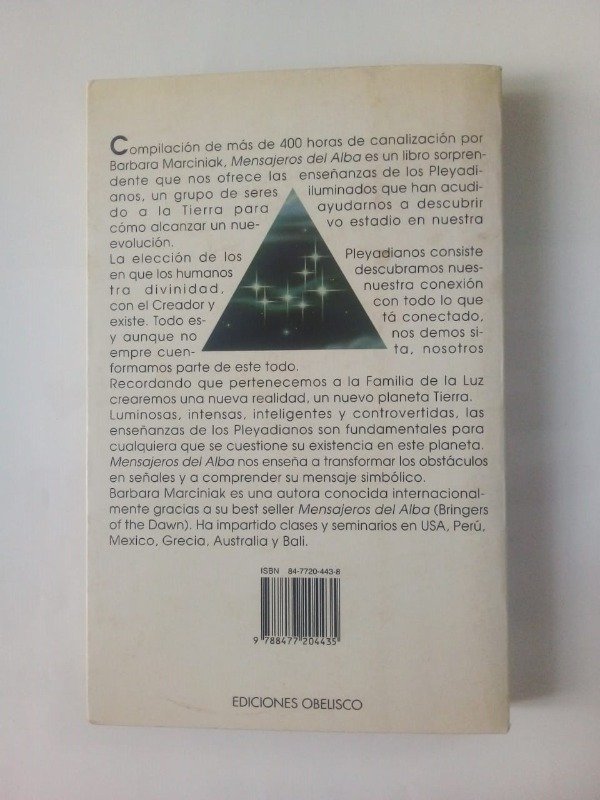 Compilación de más de 400 horas de canalización por
Barbara Marciniak, Mensajeros del Alba es un libro sorpren-
dente que nos ofrece las enseñanzas de los Pleyadi-
anos, un grupo de seres iluminados que han acudi-
do a la Tierra para ayudarnos a descubrir
cómo alcanzar un nue- vo estadio en nuestra
evolución.
La elección de los Pleyadianos consiste
en que los humanos descubramos nues-
tra divinidad, nuestra conexión
con el Creador y con todo lo que
existe. Todo es- tá conectado,
y aunque no nos demos si-
empre cuen- ta, nosotros
formamos parte de este todo.
Recordando que pertenecemos a la Familia de la Luz
crearemos una nueva realidad, un nuevo planeta Tierra.
Luminosas, intensas, inteligentes y controvertidas, las
enseñanzas de los Pleyadianos son fundamentales para
cualquiera que se cuestione su existencia en este planeta.
Mensajeros del Alba nos enseña a transformar los obstáculos
en señales y a comprender su mensaje simbólico.
Barbara Marciniak es una autora conocida internacional-
mente gracias a su best seller Mensajeros del Alba (Bringers
of the Dawn). Ha impartido clases y seminarios en USA, Perú,
Mexico, Grecia, Australia y Bali.
ISBN 84-7720-443-8
9 788477 204435
EDICIONES OBELISCO